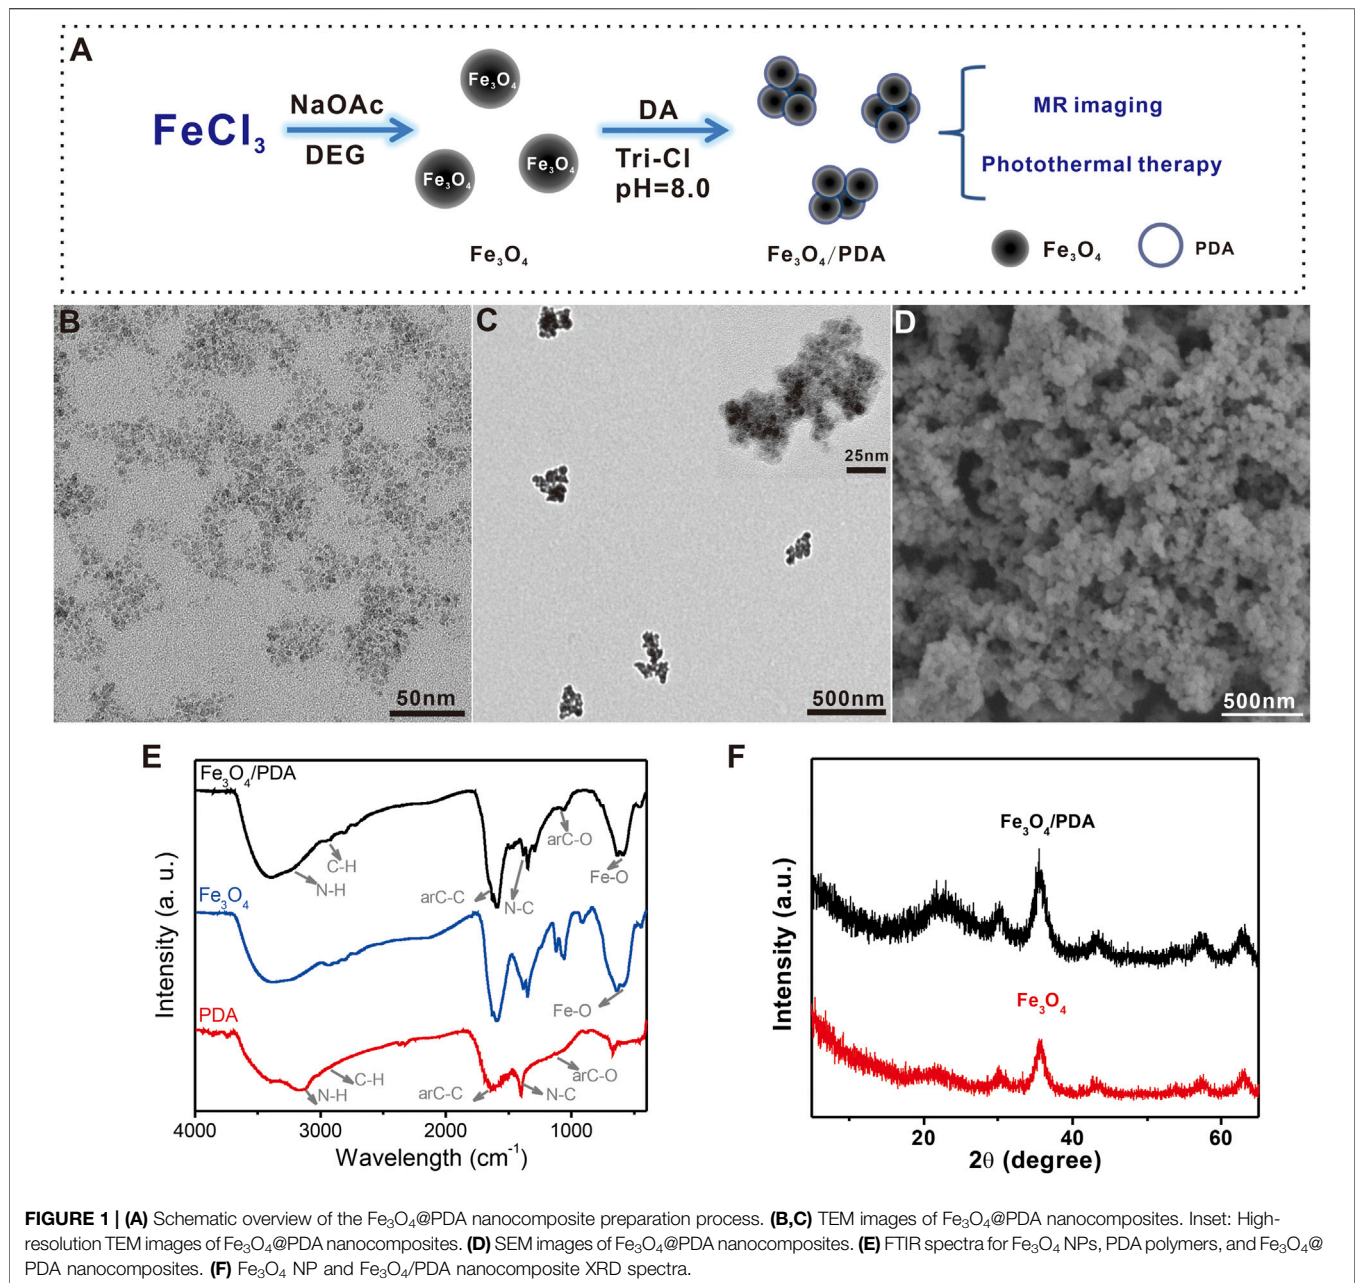 A
FeCl₃
NaOAc
DEG
Fe₃O₄
Fe₃O₄
Fe₃O₄
Fe₃O₄
DA
Tri-Cl
pH=8.0
Fe₃O₄/PDA
MR imaging
Photothermal therapy
Fe₃O₄
PDA
B
50nm
C
25nm
500nm
D
500nm
E
Fe₃O₄/PDA
C-H
N-H
arC-C
N-C
arC-O
Fe-O
Fe₃O₄
Fe-O
PDA
C-H
N-H
arC-C
N-C
arC-O
Intensity (a. u.)
4000 3000 2000 1000
Wavelength (cm⁻¹)
F
Fe₃O₄/PDA
Fe₃O₄
Intensity (a.u.)
20 40 60
2θ (degree)
FIGURE 1 | (A) Schematic overview of the Fe₃O₄@PDA nanocomposite preparation process. (B,C) TEM images of Fe₃O₄@PDA nanocomposites. Inset: High-
resolution TEM images of Fe₃O₄@PDA nanocomposites. (D) SEM images of Fe₃O₄@PDA nanocomposites. (E) FTIR spectra for Fe₃O₄ NPs, PDA polymers, and Fe₃O₄@
PDA nanocomposites. (F) Fe₃O₄ NP and Fe₃O₄/PDA nanocomposite XRD spectra.